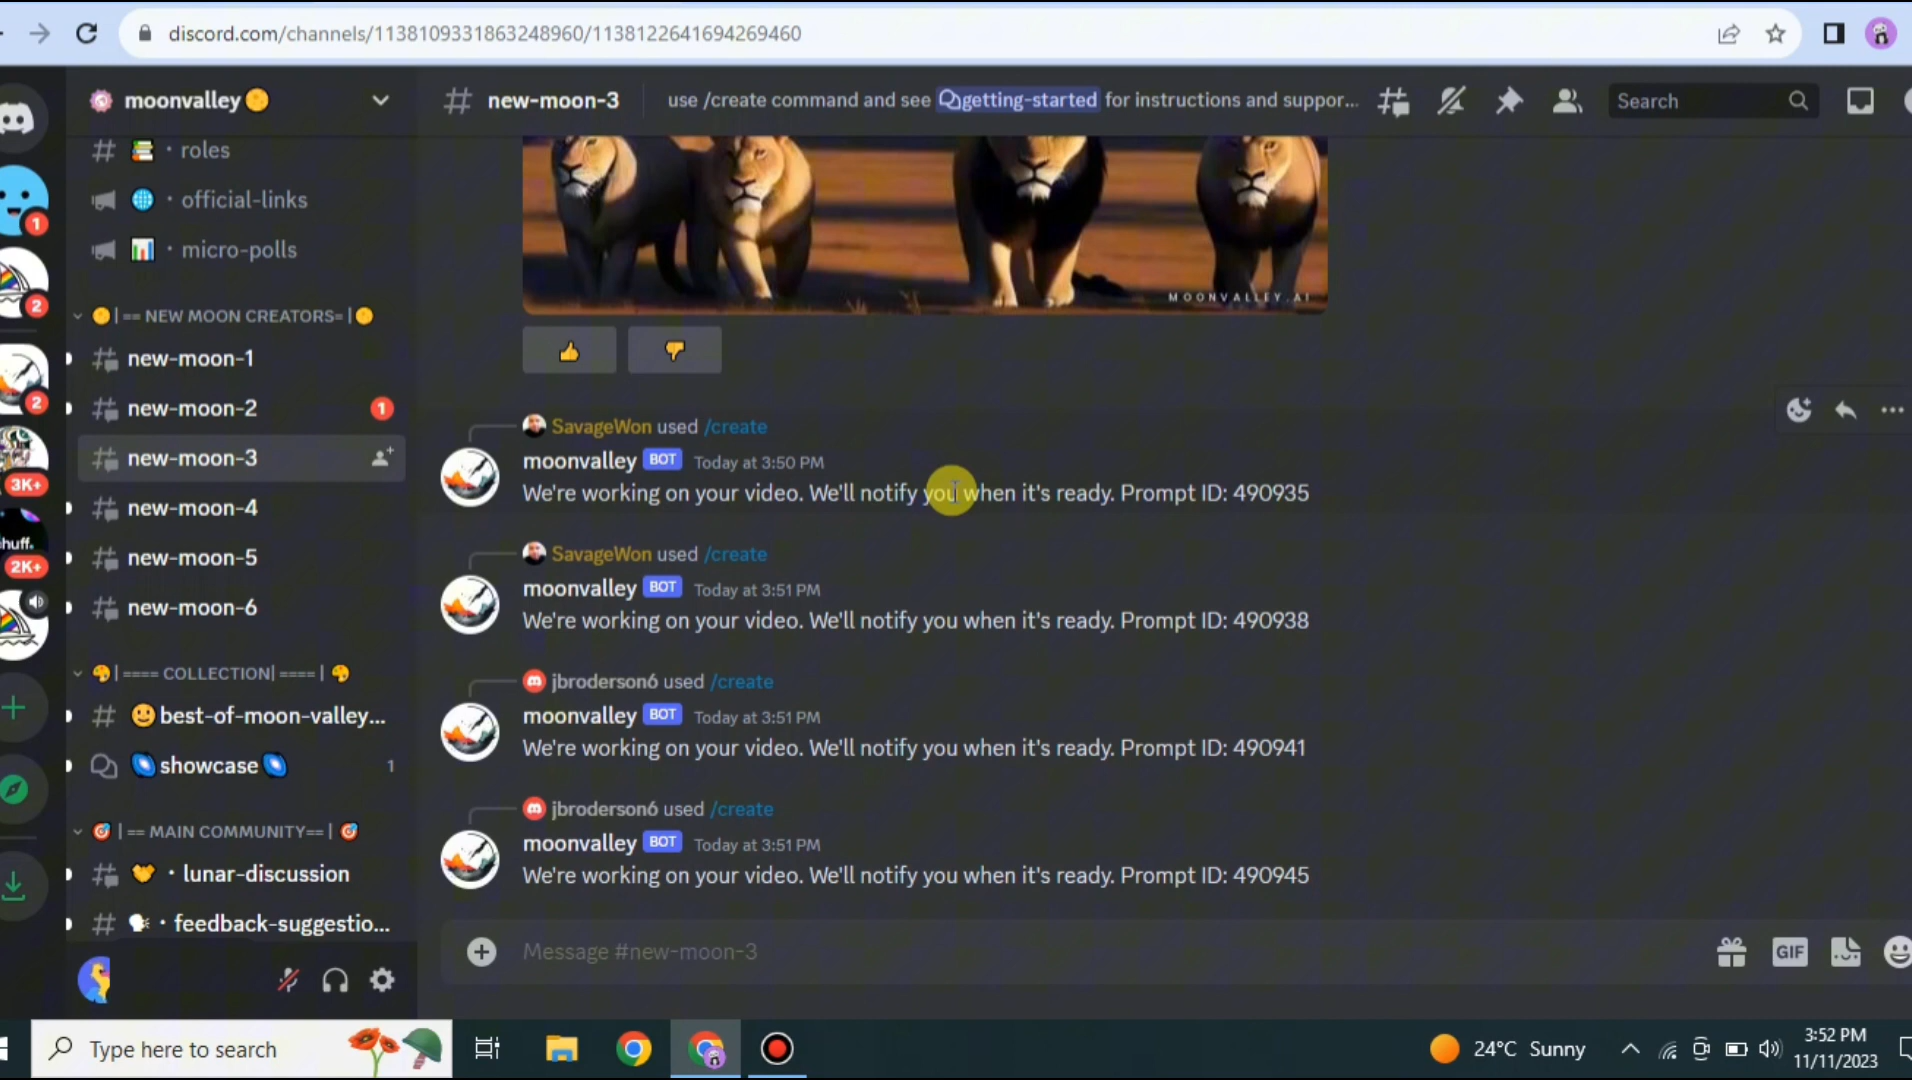 discord.com/channels/1138109331863248960/1138122641694269460
moonvalley
new-moon-3
use /create command and see getting-started for instructions and suppor...
Search
roles
official-links
micro-polls
== NEW MOON CREATORS= |
new-moon-1
new-moon-2
1
new-moon-3
new-moon-4
new-moon-5
new-moon-6
|==== COLLECTION| ==== |
best-of-moon-valley...
showcase
1
| == MAIN COMMUNITY== |
· lunar-discussion
· feedback-suggestio...
1
2
2
3K+
huff.
2K+
MOONVALLEY.AI
SavageWon used /create
moonvalley BOT Today at 3:50 PM
We're working on your video. We'll notify you when it's ready. Prompt ID: 490935
SavageWon used /create
moonvalley BOT Today at 3:51 PM
We're working on your video. We'll notify you when it's ready. Prompt ID: 490938
jbroderson6 used /create
moonvalley BOT Today at 3:51 PM
We're working on your video. We'll notify you when it's ready. Prompt ID: 490941
jbroderson6 used /create
moonvalley BOT Today at 3:51 PM
We're working on your video. We'll notify you when it's ready. Prompt ID: 490945
Message #new-moon-3
GIF
Type here to search
24°C Sunny
3:52 PM
11/11/2023